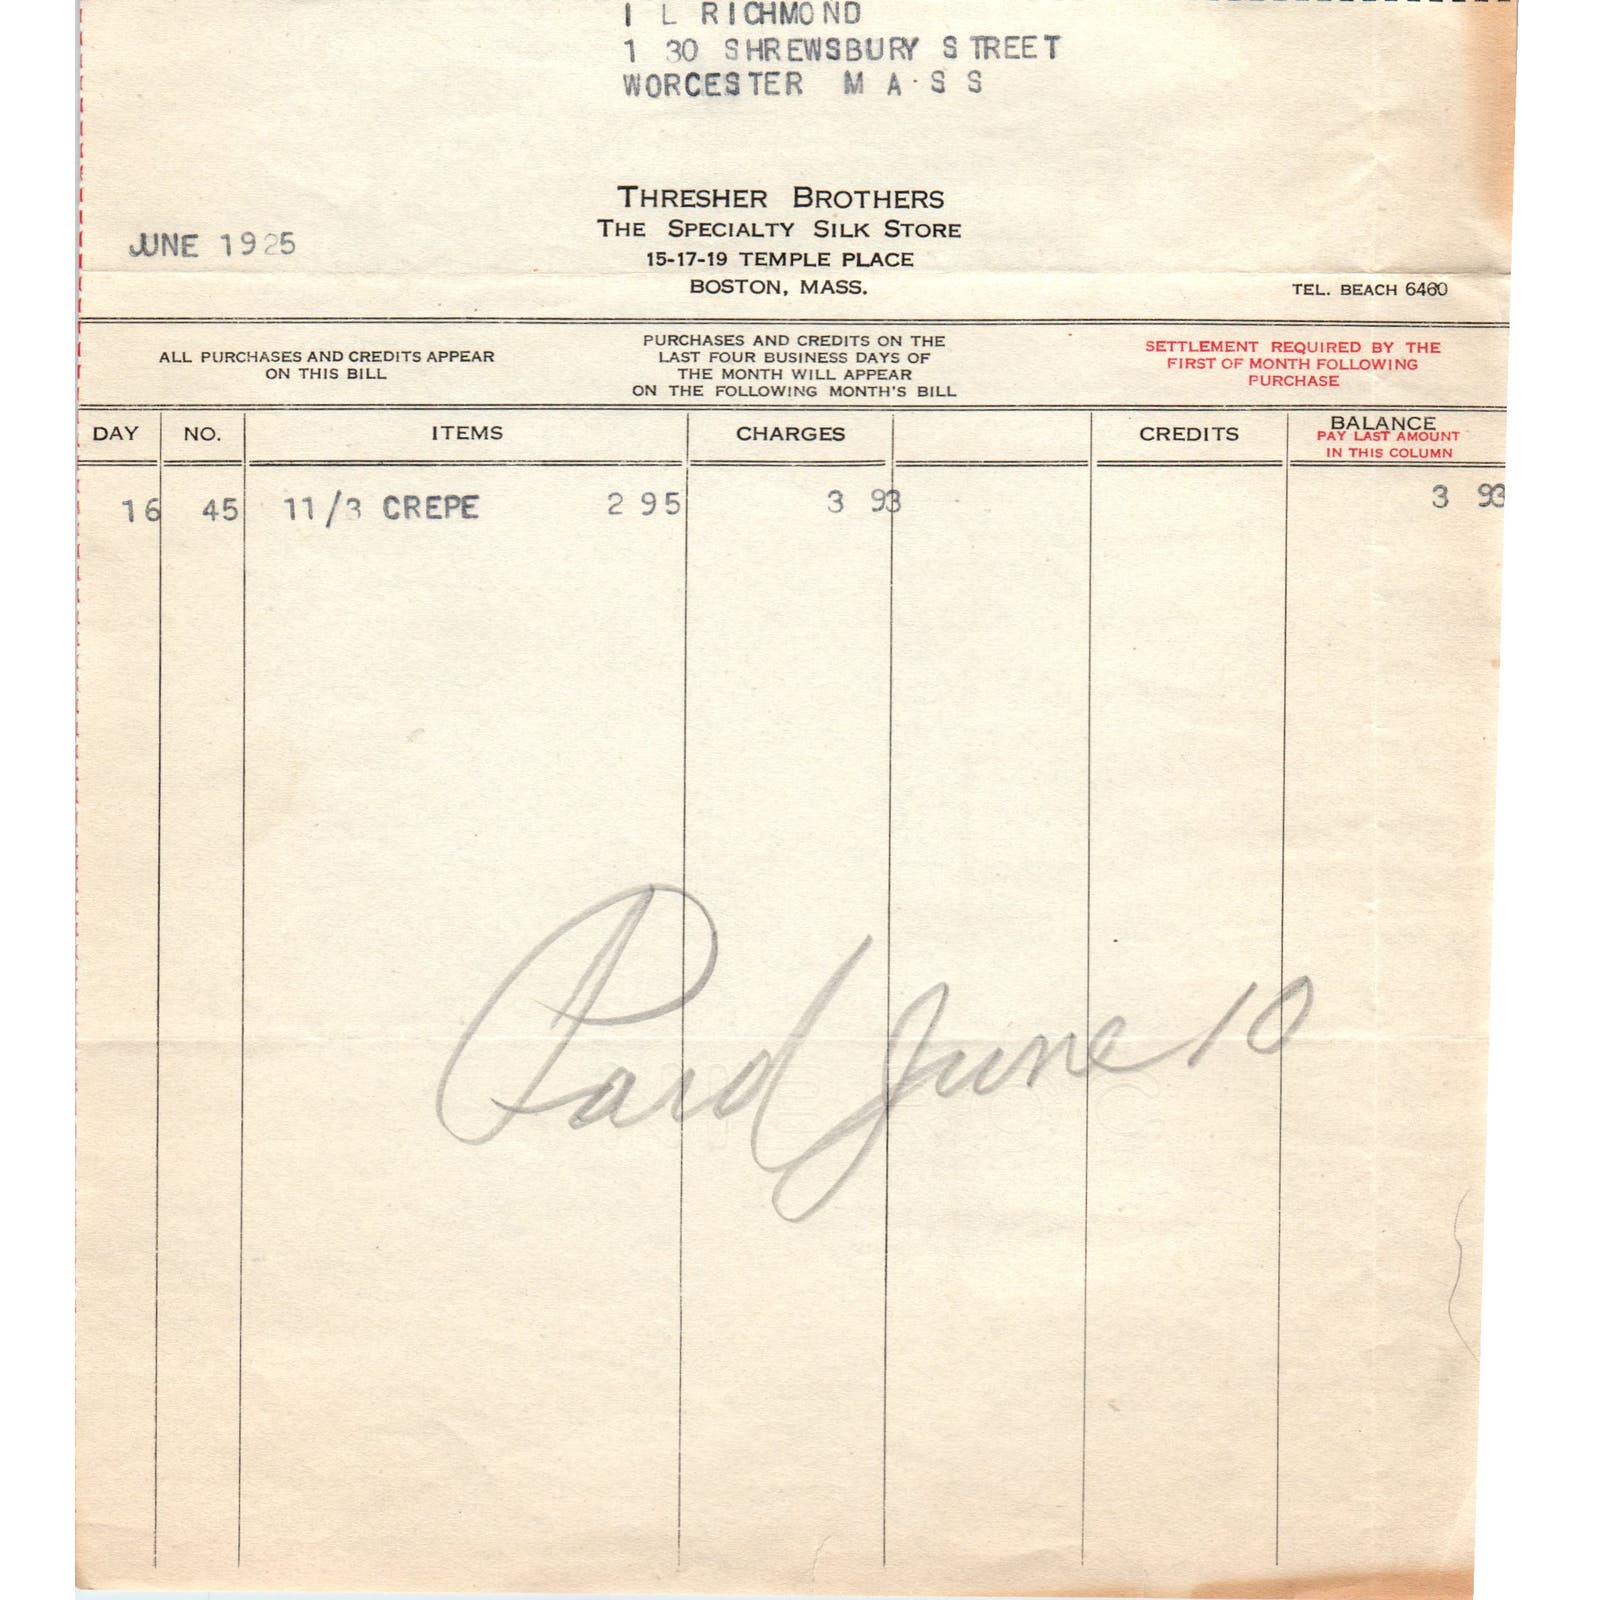 I L RICHMOND
1 30 SHREWSBURY STREET
WORCESTER MASS
THRESHER BROTHERS
THE SPECIALTY SILK STORE
15-17-19 TEMPLE PLACE
BOSTON, MASS.
JUNE 1925
TEL. BEACH 6460
ALL PURCHASES AND CREDITS APPEAR
ON THIS BILL
PURCHASES AND CREDITS ON THE
LAST FOUR BUSINESS DAYS OF
THE MONTH WILL APPEAR
ON THE FOLLOWING MONTH'S BILL
SETTLEMENT REQUIRED BY THE
FIRST OF MONTH FOLLOWING
PURCHASE
DAY NO. ITEMS CHARGES CREDITS BALANCE
PAY LAST AMOUNT
IN THIS COLUMN
16 45 11/3 CREPE 2 95 3 93 3 93
Paid June 10